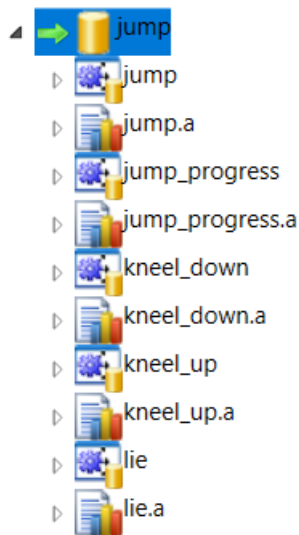 jump
jump
jump.a
jump_progress
jump_progress.a
kneel_down
kneel_down.a
kneel_up
kneel_up.a
lie
lie.a